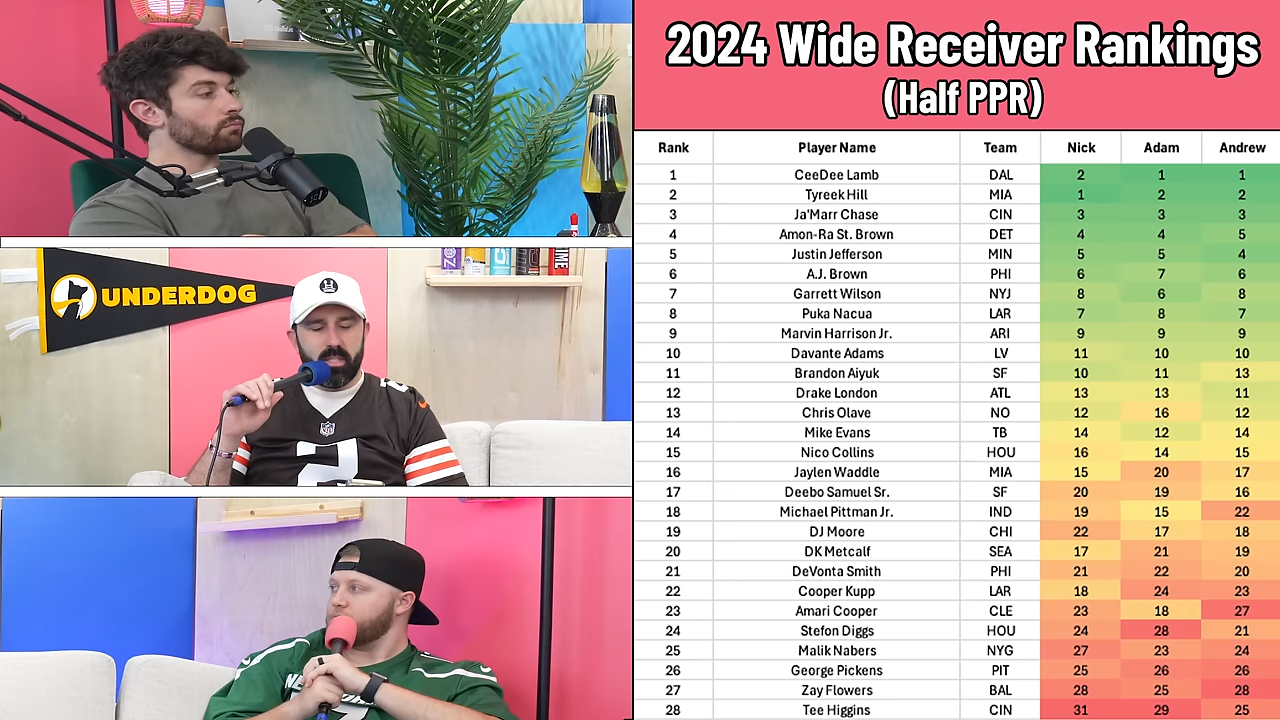 2024 Wide Receiver Rankings
(Half PPR)
Rank Player Name Team Nick Adam Andrew
1 CeeDee Lamb DAL 2 1 1
2 Tyreek Hill MIA 1 2 2
3 Ja'Marr Chase CIN 3 3 3
4 Amon-Ra St. Brown DET 4 4 5
5 Justin Jefferson MIN 5 5 4
6 A.J. Brown PHI 6 7 6
7 Garrett Wilson NYJ 8 6 8
8 Puka Nacua LAR 7 8 7
9 Marvin Harrison Jr. ARI 9 9 9
10 Davante Adams LV 11 10 10
11 Brandon Aiyuk SF 10 11 13
12 Drake London ATL 13 13 11
13 Chris Olave NO 12 16 12
14 Mike Evans TB 14 12 14
15 Nico Collins HOU 16 14 15
16 Jaylen Waddle MIA 15 20 17
17 Deebo Samuel Sr. SF 20 19 16
18 Michael Pittman Jr. IND 19 15 22
19 DJ Moore CHI 22 17 18
20 DK Metcalf SEA 17 21 19
21 DeVonta Smith PHI 21 22 20
22 Cooper Kupp LAR 18 24 23
23 Amari Cooper CLE 23 18 27
24 Stefon Diggs HOU 24 28 21
25 Malik Nabers NYG 27 23 24
26 George Pickens PIT 25 26 26
27 Zay Flowers BAL 28 25 28
28 Tee Higgins CIN 31 29 25
UNDERDOG
NFL
2